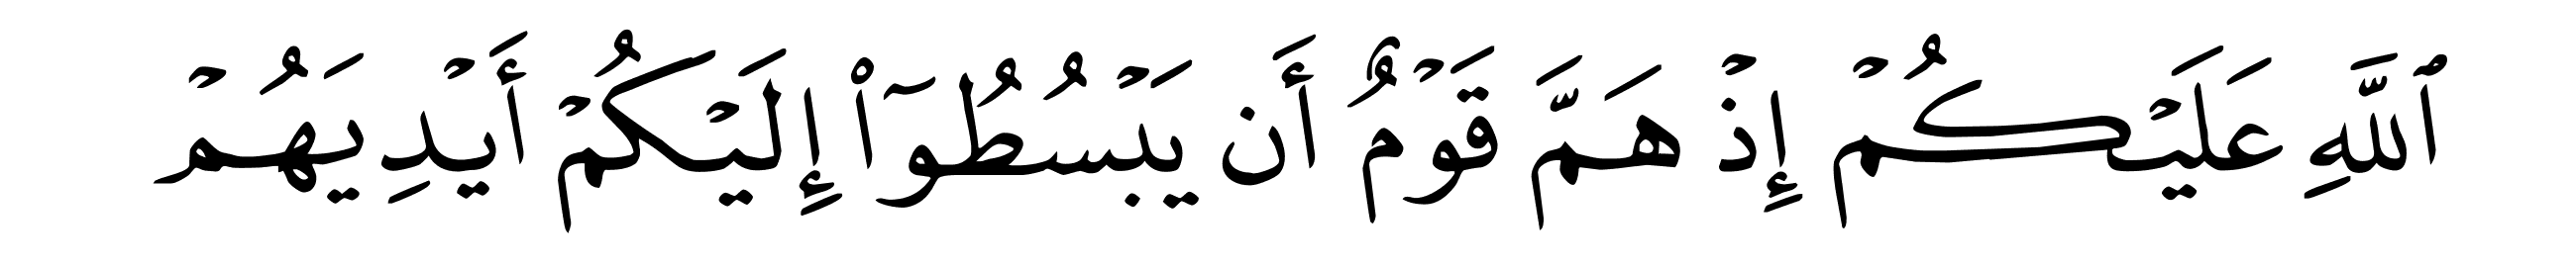 ٱللَّهِ عَلَيۡكُمۡ إِذۡ هَمَّ قَوۡمٌ أَن يَبۡسُطُوٓاْ إِلَيۡكُمۡ أَيۡدِيَهُمۡ